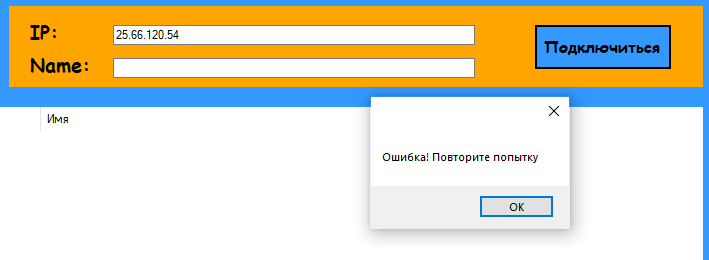 IP:
25.66.120.54
Подключиться
Name:
Имя
Ошибка! Повторите попытку
OK